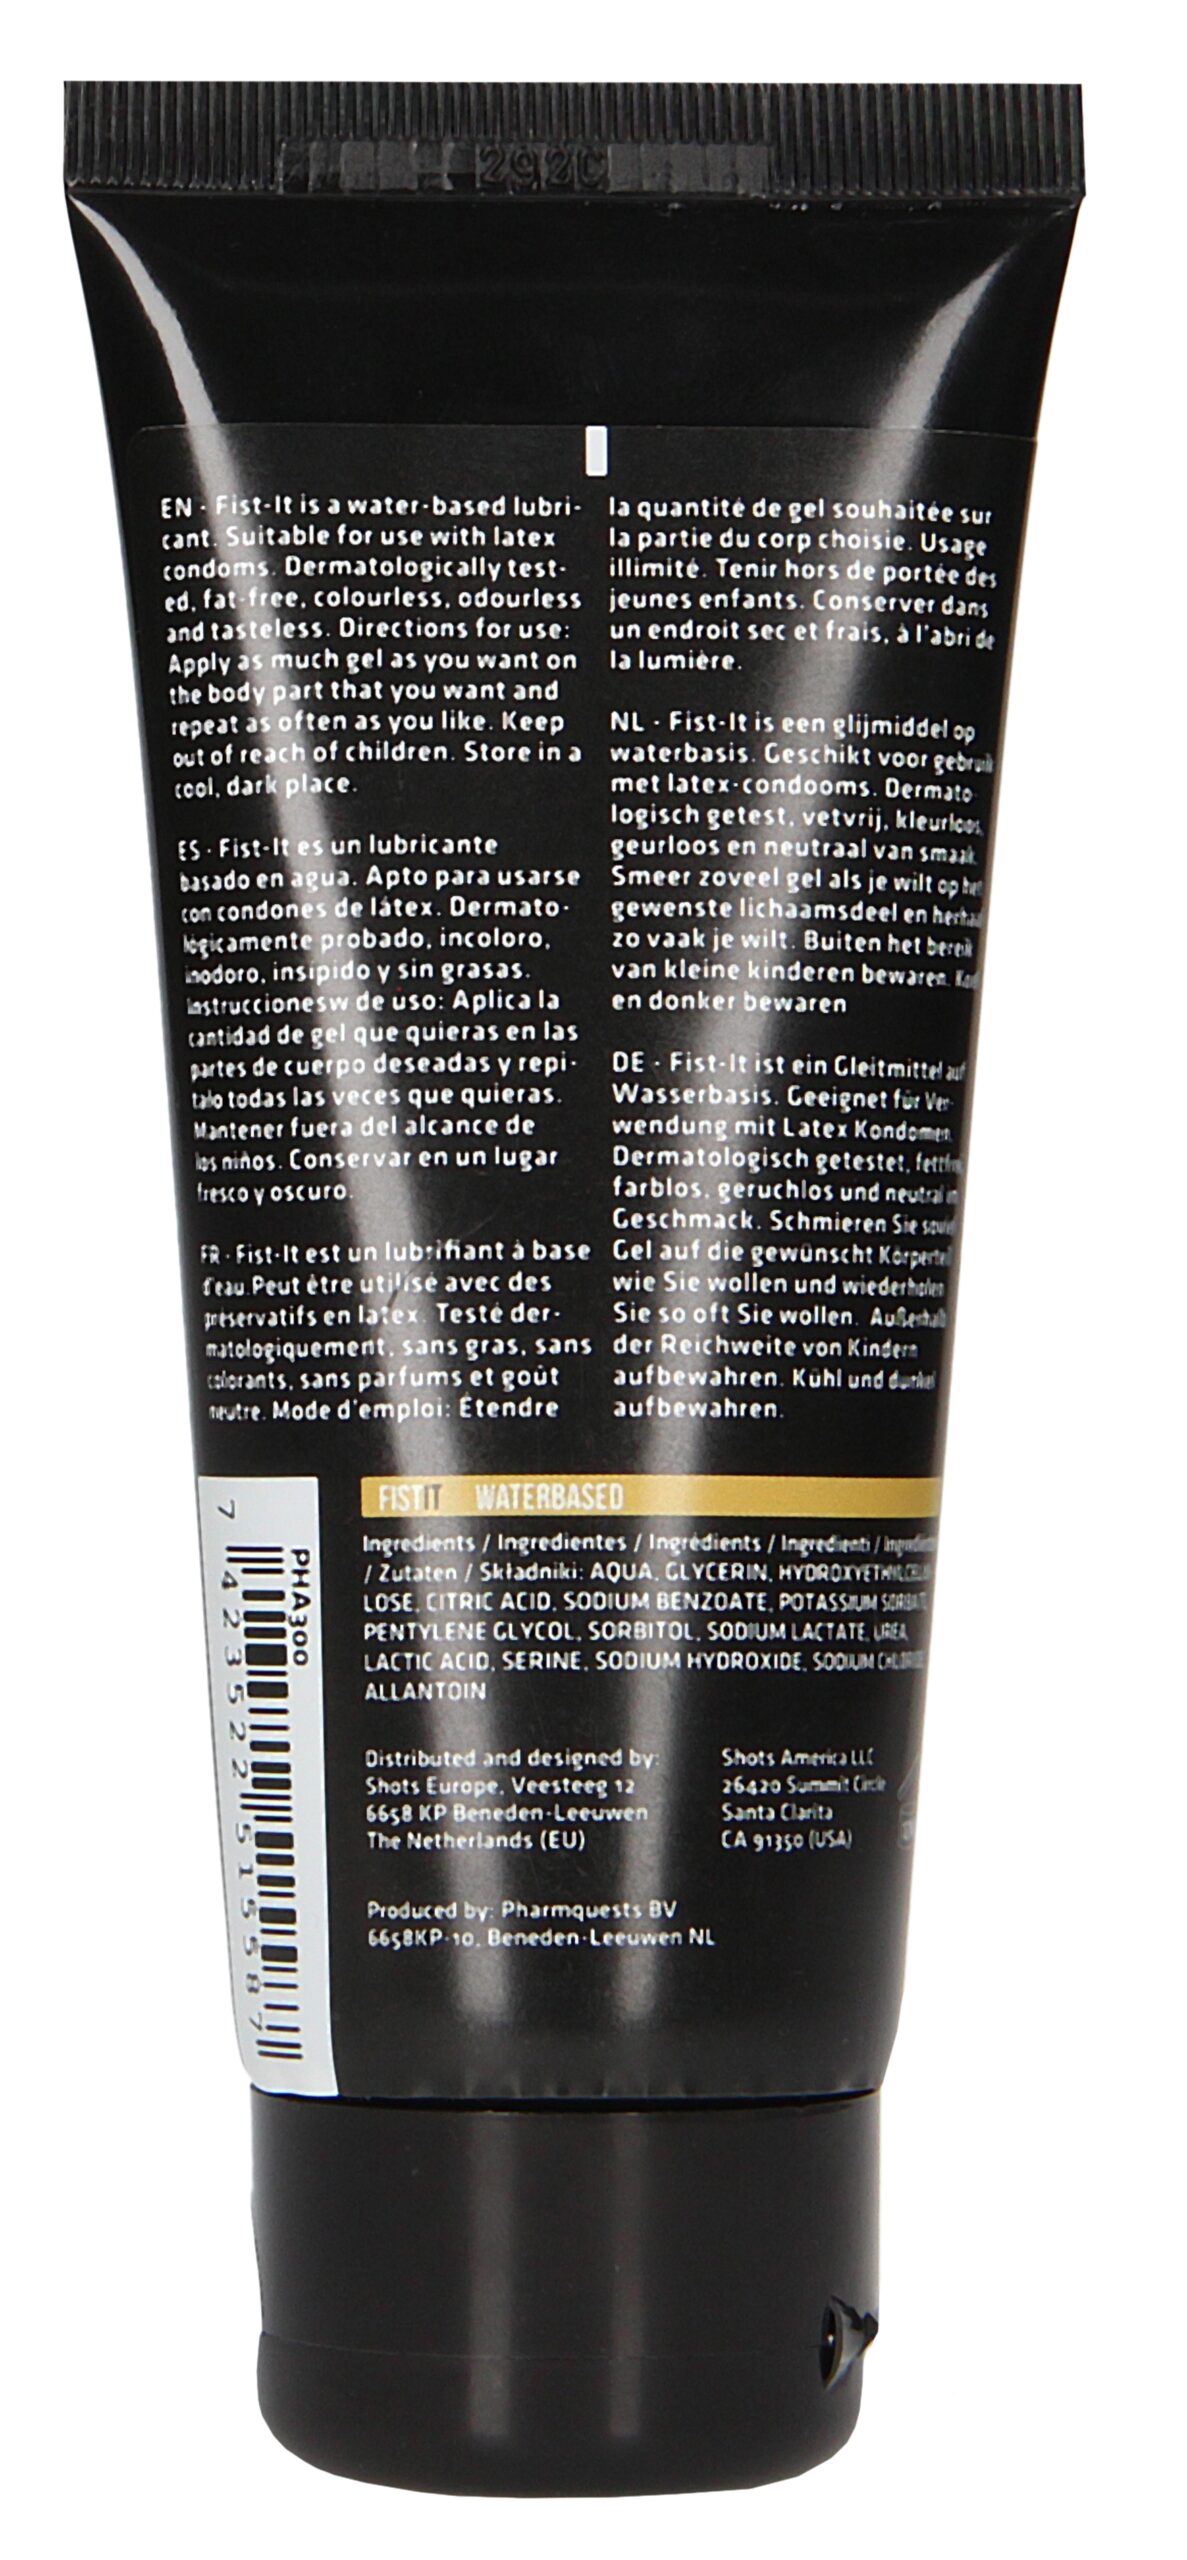 292C
EN - Fist-It is a water-based lubri-
cant. Suitable for use with latex
condoms. Dermatologically test-
ed, fat-free, colourless, odourless
and tasteless. Directions for use:
Apply as much gel as you want on
the body part that you want and
repeat as often as you like. Keep
out of reach of children. Store in a
cool, dark place.
ES - Fist-It es un lubricante
basado en agua. Apto para usarse
con condones de látex. Dermato-
lógicamente probado, incoloro,
inodoro, insípido y sin grasas.
Instruccionesw de uso: Aplica la
cantidad de gel que quieras en las
partes de cuerpo deseadas y repi-
talo todas las veces que quieras.
Mantener fuera del alcance de
los niños. Conservar en un lugar
fresco y oscuro.
FR - Fist-It est un lubrifiant à base
d'eau.Peut être utilisé avec des
préservatifs en latex. Testé der-
matologiquement, sans gras, sans
colorants, sans parfums et goût
neutre. Mode d'emploi: Étendre
la quantité de gel souhaitée sur
la partie du corp choisie. Usage
illimité. Tenir hors de portée des
jeunes enfants. Conserver dans
un endroit sec et frais, à l'abri de
la lumière.
NL - Fist-It is een glijmiddel op
waterbasis. Geschikt voor gebruik
met latex-condooms. Dermato-
logisch getest, vetvrij, kleurloos,
geurloos en neutraal van smaak.
Smeer zoveel gel als je wilt op het
gewenste lichaamsdeel en herhaal
zo vaak je wilt. Buiten het bereik
van kleine kinderen bewaren. Koel
en donker bewaren
DE - Fist-It ist ein Gleitmittel auf
Wasserbasis. Geeignet für Ver-
wendung mit Latex Kondomen.
Dermatologisch getestet, fettfrei,
farblos, geruchlos und neutral in
Geschmack. Schmieren Sie soviel
Gel auf die gewünscht Körperteil
wie Sie wollen und wiederholen
Sie so oft Sie wollen. Außerhalb
der Reichweite von Kindern
aufbewahren. Kühl und dunkel
aufbewahren.
FISTIT WATERBASED
Ingredients / Ingredientes / Ingrédients / Ingredienti /
/ Zutaten / Składniki: AQUA, GLYCERIN, HYDROXYETHYLCELLU-
LOSE, CITRIC ACID, SODIUM BENZOATE, POTASSIUM SORBATE,
PENTYLENE GLYCOL, SORBITOL, SODIUM LACTATE, UREA,
LACTIC ACID, SERINE, SODIUM HYDROXIDE, SODIUM CHLORIDE,
ALLANTOIN
PHA300
7 423522 515587
Distributed and designed by:
Shots Europe, Veesteeg 12
6658 KP Beneden-Leeuwen
The Netherlands (EU)
Shots America LLC
26420 Summit Circle
Santa Clarita
CA 91350 (USA)
Produced by: Pharmquests BV
6658KP-10, Beneden-Leeuwen NL